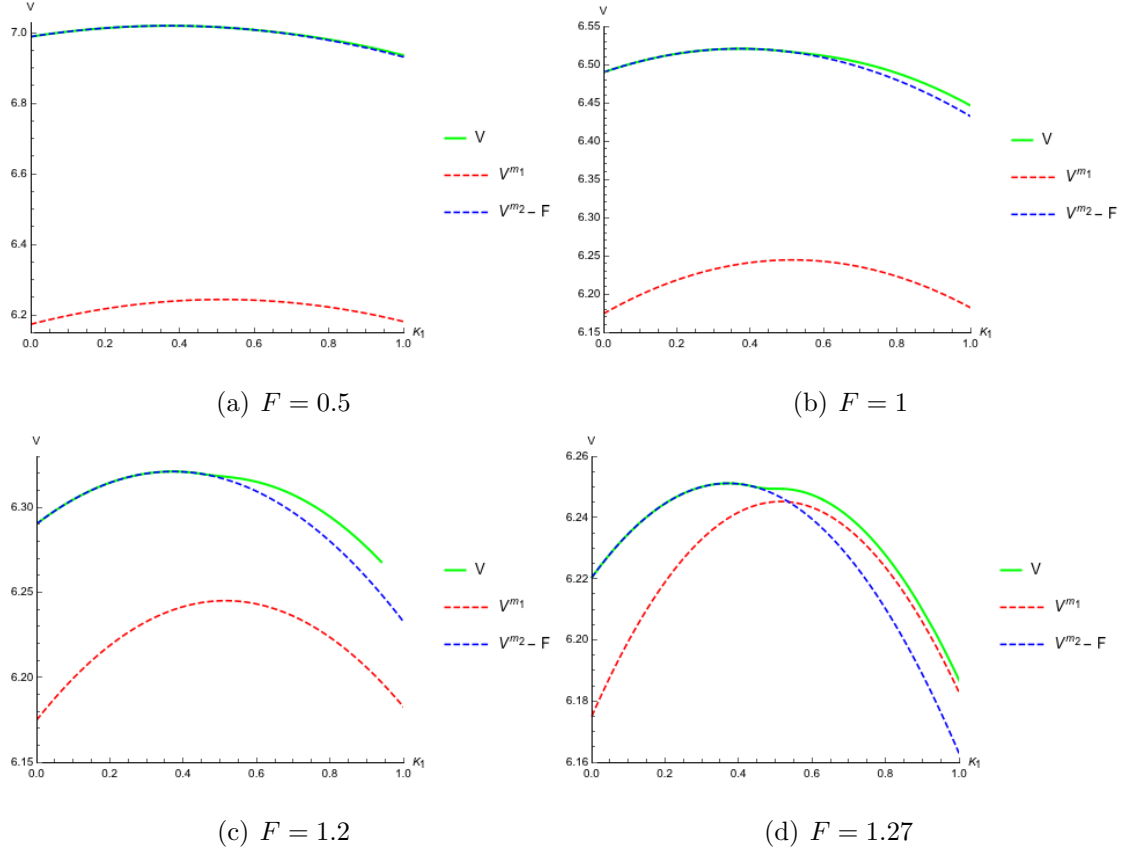 V
7.0
6.8
6.6
6.4
6.2
0.0 0.2 0.4 0.6 0.8 1.0 κ₁
V
V^{m₁}
V^{m₂} – F
(a) F = 0.5
V
6.55
6.50
6.45
6.40
6.35
6.30
6.25
6.20
6.15
0.0 0.2 0.4 0.6 0.8 1.0 κ₁
V
V^{m₁}
V^{m₂} – F
(b) F = 1
V
6.30
6.25
6.20
6.15
0.0 0.2 0.4 0.6 0.8 1.0 κ₁
V
V^{m₁}
V^{m₂} – F
(c) F = 1.2
V
6.26
6.24
6.22
6.20
6.18
6.16
0.0 0.2 0.4 0.6 0.8 1.0 κ₁
V
V^{m₁}
V^{m₂} – F
(d) F = 1.27